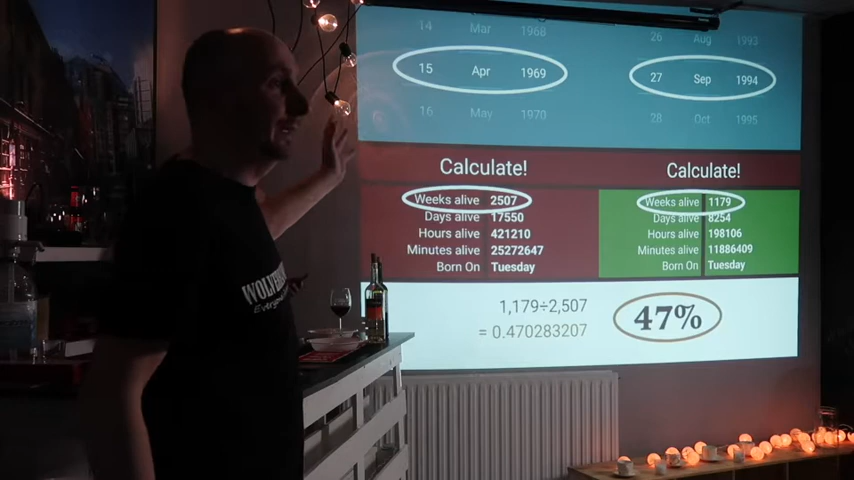 14 Mar 1968
15 Apr 1969
16 May 1970
26 Aug 1993
27 Sep 1994
28 Oct 1995
Calculate!
Weeks alive 2507
Days alive 17550
Hours alive 421210
Minutes alive 25272647
Born On Tuesday
Calculate!
Weeks alive 1179
Days alive 8254
Hours alive 198106
Minutes alive 11886409
Born On Tuesday
1,179÷2,507
= 0.470283207
47%